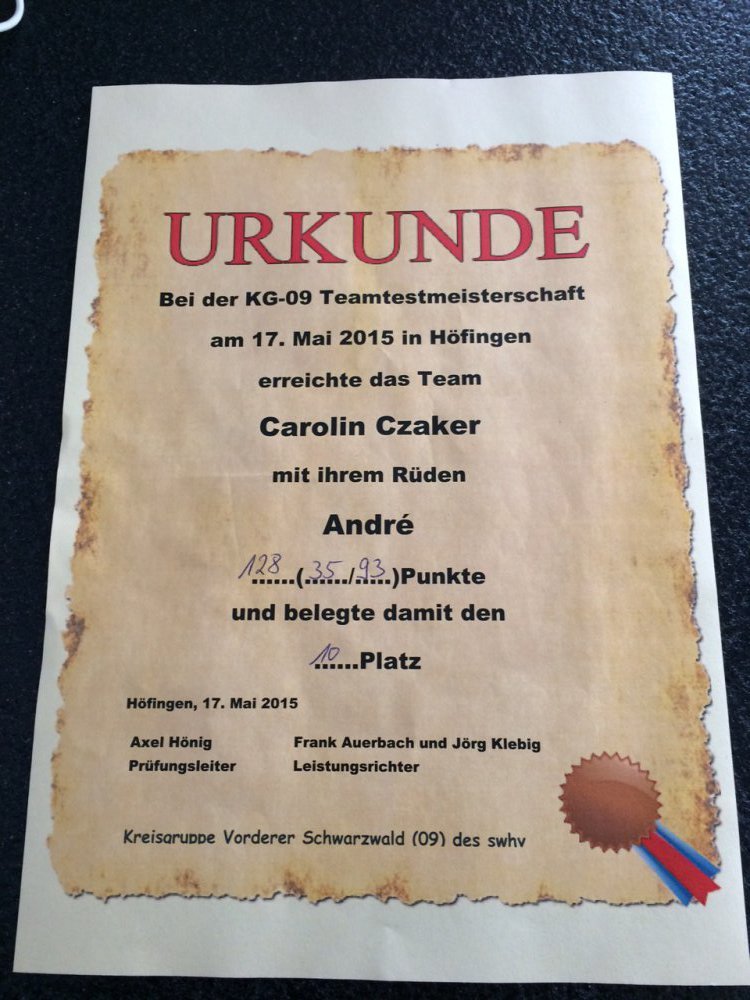 URKUNDE
Bei der KG-09 Teamtestmeisterschaft
am 17. Mai 2015 in Höfingen
erreichte das Team
Carolin Czaker
mit ihrem Rüden
André
128......(35....../93.....)Punkte
und belegte damit den
10......Platz
Höfingen, 17. Mai 2015
Axel Hönig Frank Auerbach und Jörg Klebig
Prüfungsleiter Leistungsrichter
Kreisgruppe Vorderer Schwarzwald (09) des swhv